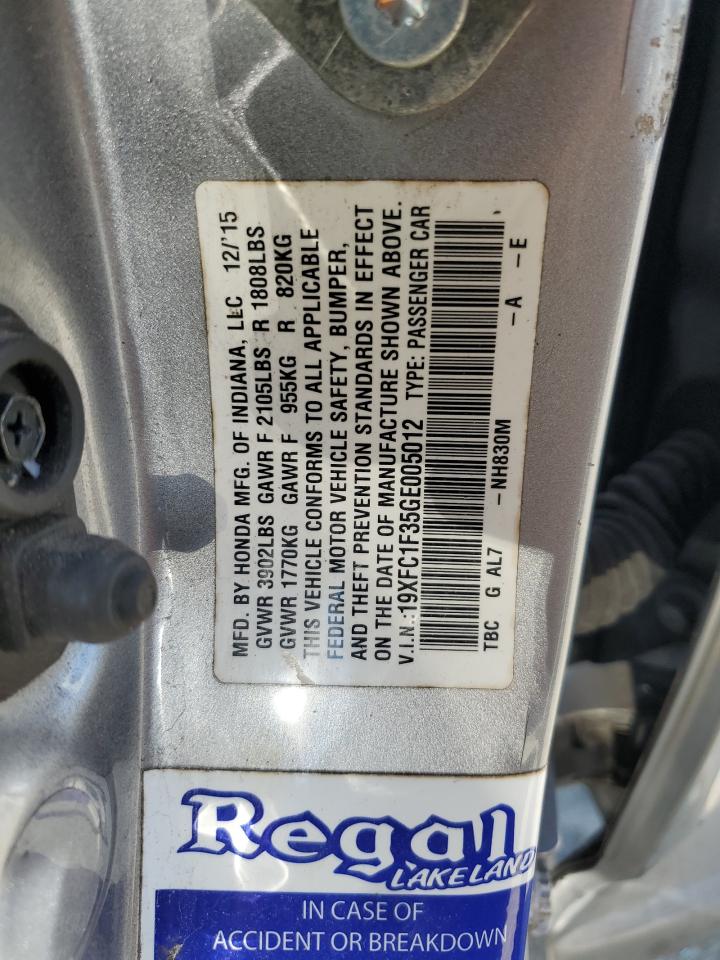 MFD. BY HONDA MFG. OF INDIANA, LLC 12/'15
GVWR 3902LBS GAWR F 2105LBS R 1808LBS
GVWR 1770KG GAWR F 955KG R 820KG
THIS VEHICLE CONFORMS TO ALL APPLICABLE
FEDERAL MOTOR VEHICLE SAFETY, BUMPER,
AND THEFT PREVENTION STANDARDS IN EFFECT
ON THE DATE OF MANUFACTURE SHOWN ABOVE.
V.I.N.:19XFC1F35GE005012 TYPE: PASSENGER CAR
TBC G AL7 - NH830M - A - E
Regal
LAKELAND
IN CASE OF
ACCIDENT OR BREAKDOWN